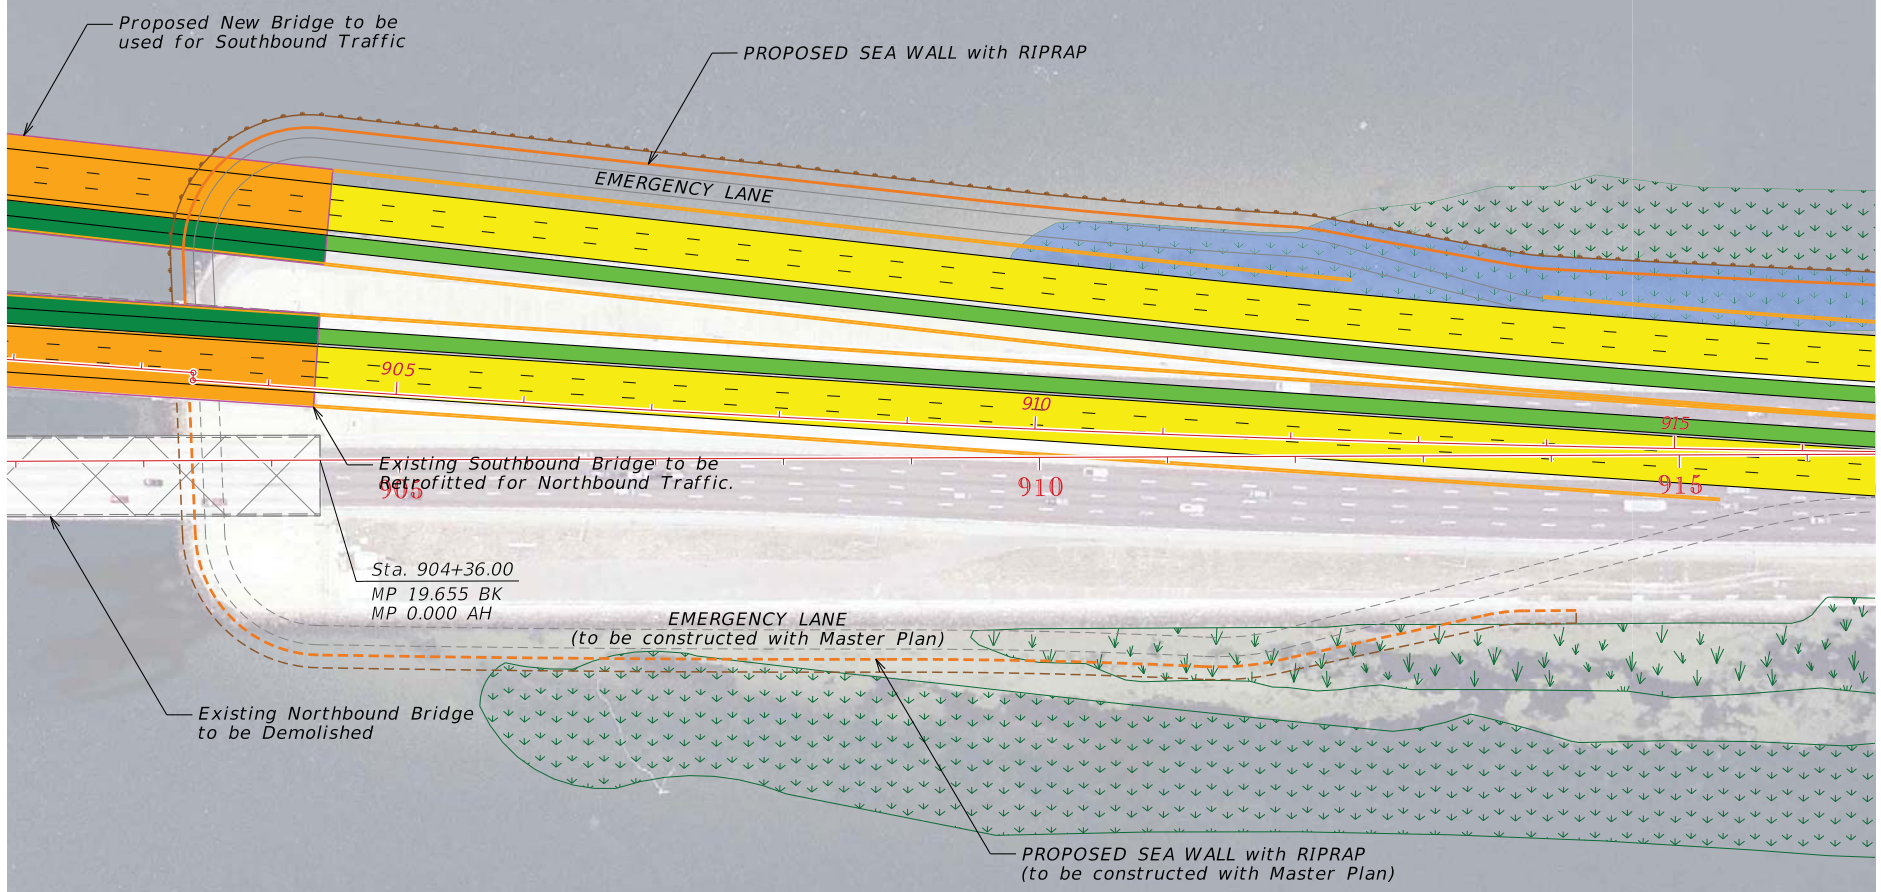 Proposed New Bridge to be
used for Southbound Traffic
PROPOSED SEA WALL with RIPRAP
EMERGENCY LANE
905
910
915
Existing Southbound Bridge to be
Retrofitted for Northbound Traffic.
905
910
915
Sta. 904+36.00
MP 19.655 BK
MP 0.000 AH
EMERGENCY LANE
(to be constructed with Master Plan)
Existing Northbound Bridge
to be Demolished
PROPOSED SEA WALL with RIPRAP
(to be constructed with Master Plan)